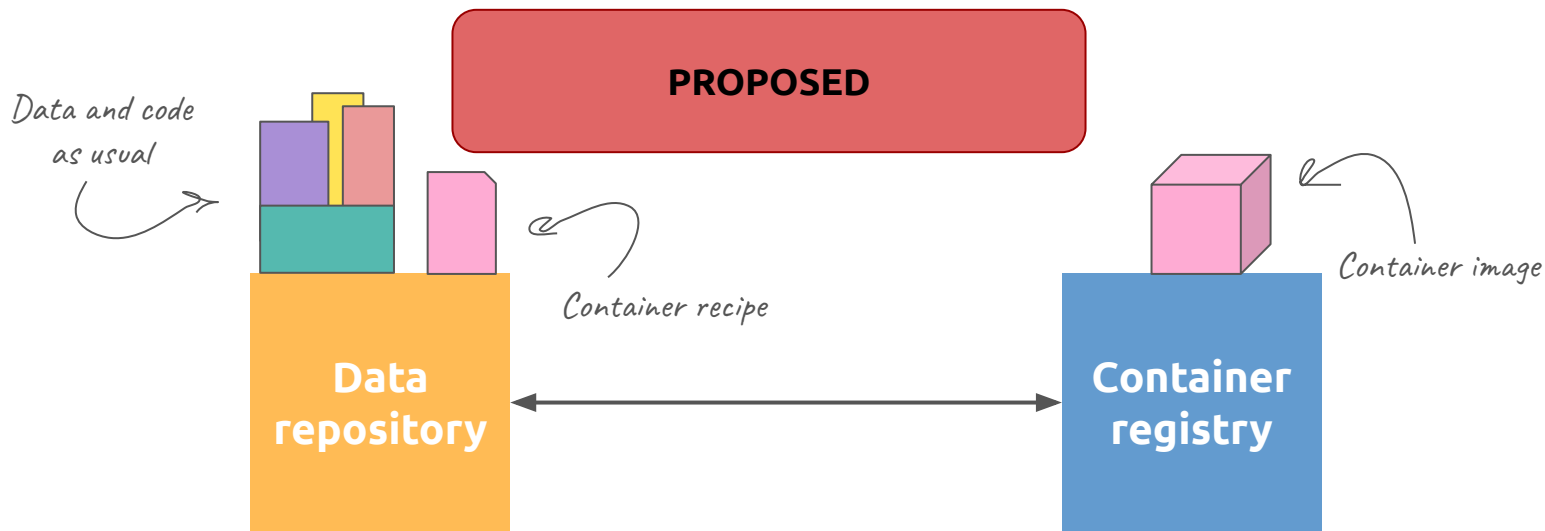 PROPOSED
Data and code
as usual
Container recipe
Container image
Data
repository
Container
registry